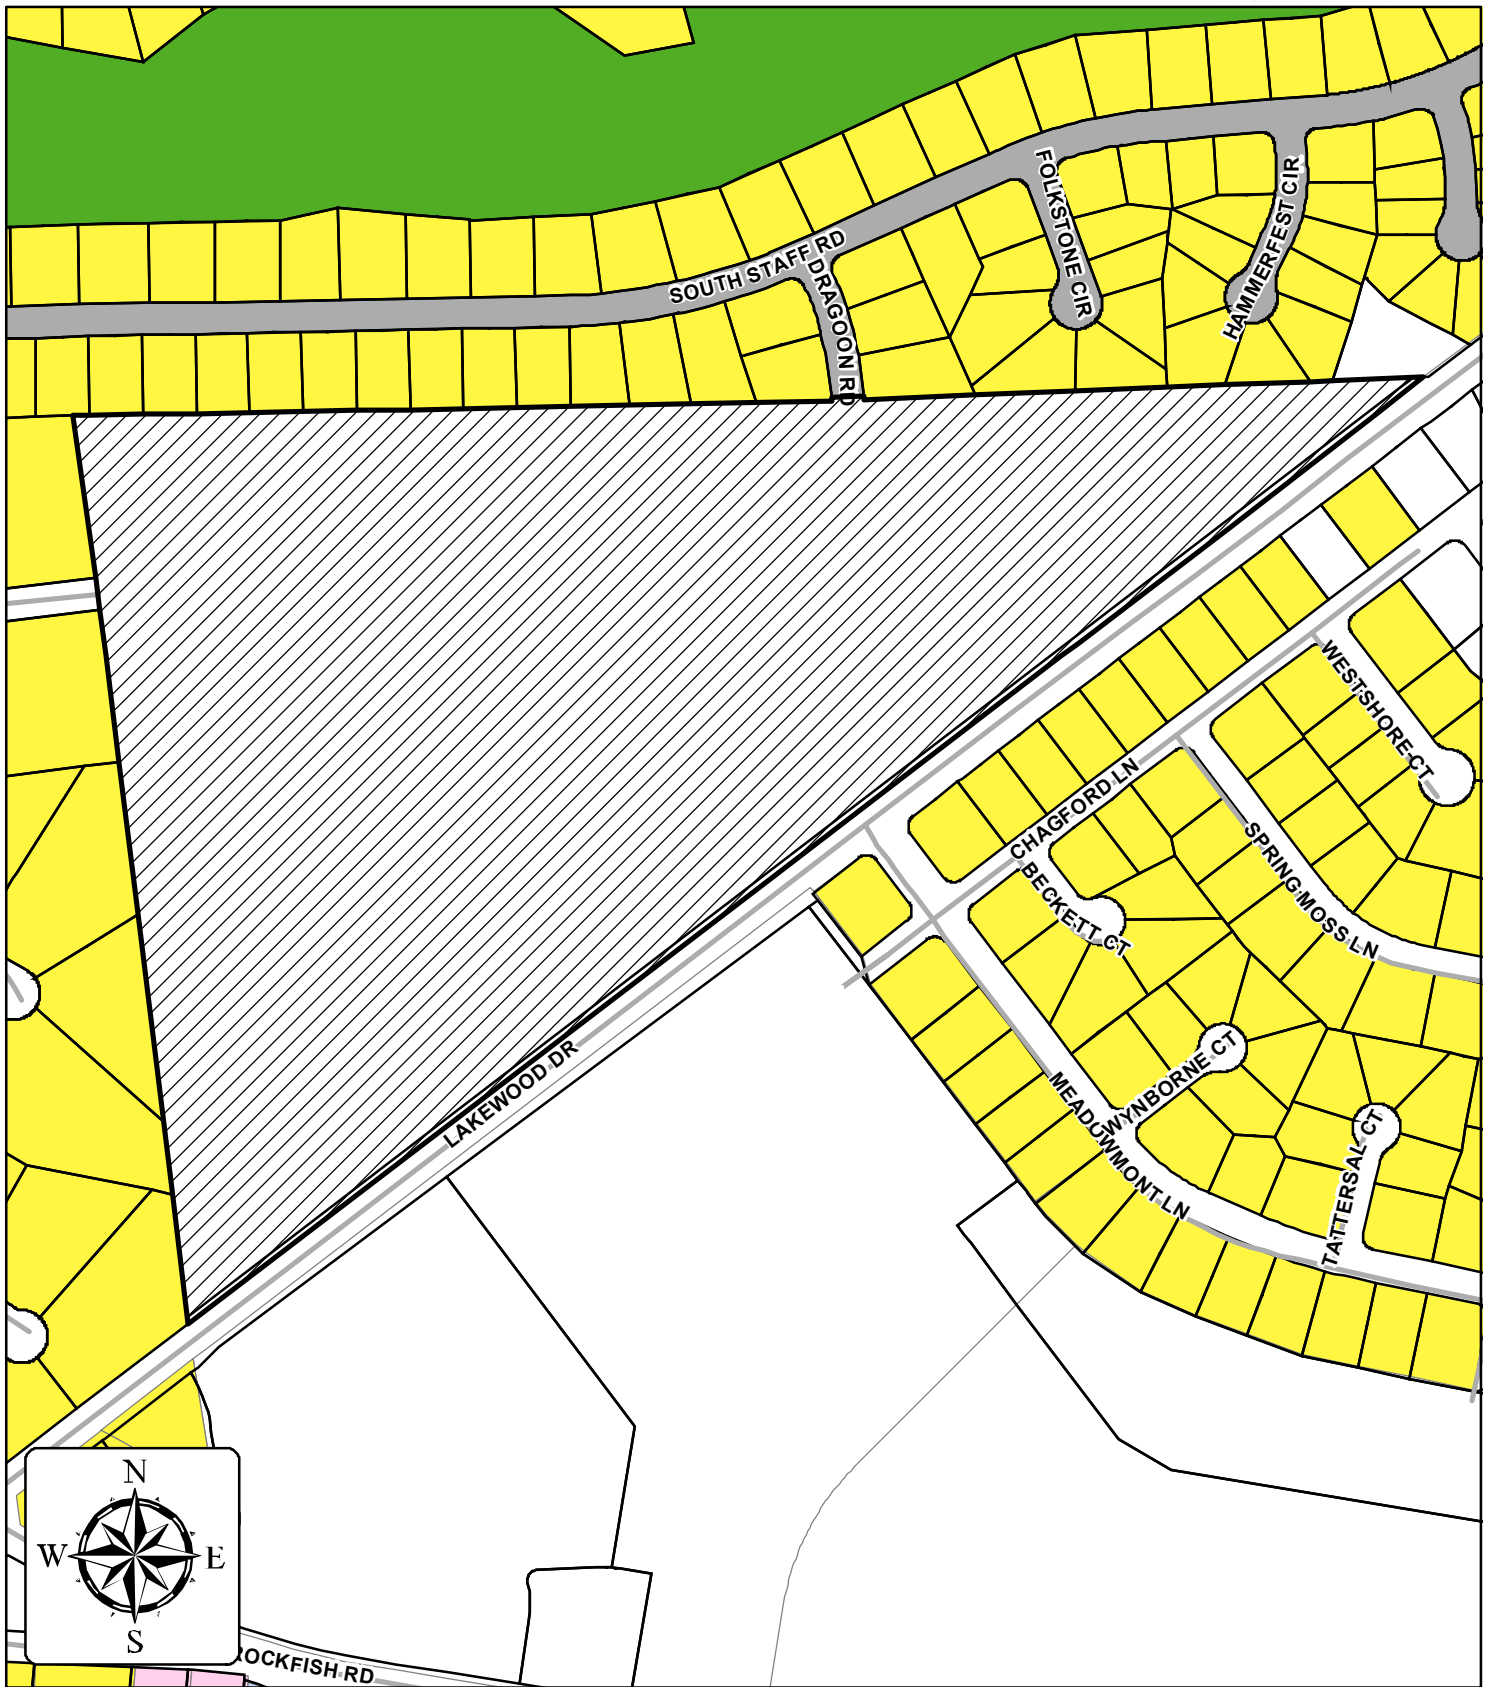 FOLKSTONE CIR
HAMMERFEST CIR
SOUTH STAFF RD
DRAGOON RD
WESTSHORE CT
CHAGFORD LN
SPRING MOSS LN
BECKETT CT
LAKEWOOD DR
WYNBORNE CT
MEADOWMONT LN
TATTERSAL CT
N
W E
S
ROCKFISH RD